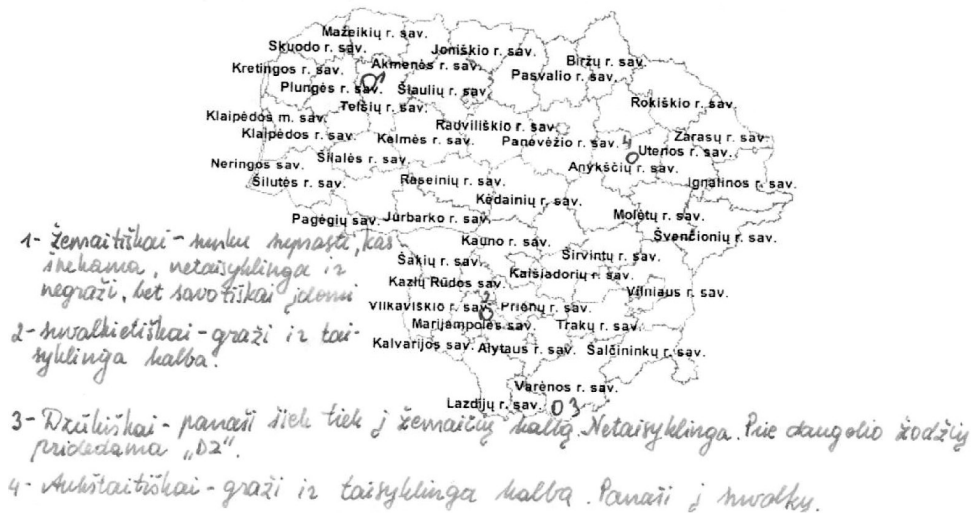 Mažeikių r. sav.
Skuodo r. sav.
Joniškio r. sav.
Biržų r. sav.
Kretingos r. sav.
Akmenės r. sav.
Pasvalio r. sav.
1
Plungės r. sav.
Šiaulių r. sav.
Telšių r. sav.
Rokiškio r. sav.
Klaipėdos m. sav.
Radviliškio r. sav.
Klaipėdos r. sav.
Kelmės r. sav.
Panevėžio r. sav.
4
Zarasų r. sav.
Utenos r. sav.
Neringos sav.
Šilalės r. sav.
Anykščių r. sav.
Šilutės r. sav.
Raseinių r. sav.
Ignalinos r. sav.
Kėdainių r. sav.
Pagėgių sav.
Jurbarko r. sav.
Molėtų r. sav.
Švenčionių r. sav.
Kauno r. sav.
Širvintų r. sav.
Šakių r. sav.
Kaišiadorių r. sav.
Kazlų Rūdos sav.
Vilniaus r. sav.
2
Vilkaviškio r. sav.
Prienų r. sav.
Marijampolės sav.
Trakų r. sav.
Kalvarijos sav.
Alytaus r. sav.
Šalčininkų r. sav.
Varėnos r. sav.
Lazdijų r. sav.
3
1- žemaitiškai - sunku suprasti, kas
šnekama, netaisyklinga ir
negraži, bet savotiškai įdomi
2- suvalkietiškai - graži ir tai-
syklinga kalba.
3- Dzūkiškai - panaši šiek tiek į žemaičių kalbą. Netaisyklinga. Prie daugelio žodžių
pridedama „DZ“.
4- Aukštaitiškai - graži ir taisyklinga kalba. Panaši į suvalkų.